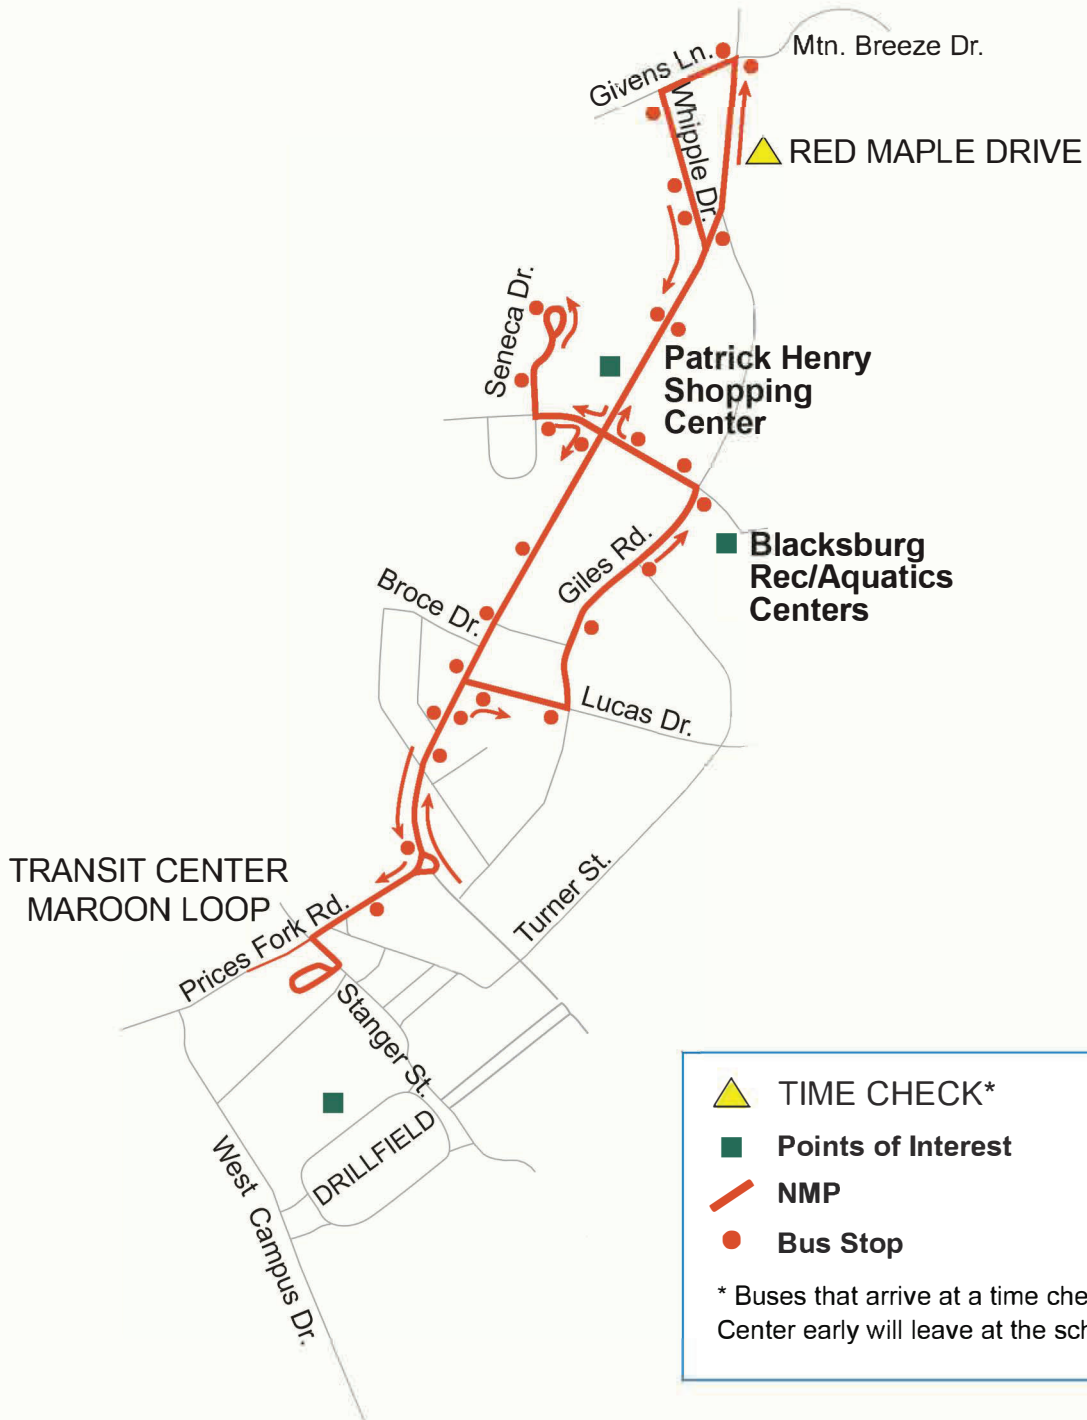 Mtn. Breeze Dr.
Givens Ln.
Whipple Dr.
RED MAPLE DRIVE
Seneca Dr.
Patrick Henry
Shopping
Center
Giles Rd.
Blacksburg
Rec/Aquatics
Centers
Broce Dr.
Lucas Dr.
TRANSIT CENTER
MAROON LOOP
Turner St.
Prices Fork Rd.
Stanger St.
DRILLFIELD
West Campus Dr.
TIME CHECK*
Points of Interest
NMP
Bus Stop
* Buses that arrive at a time che
Center early will leave at the sch